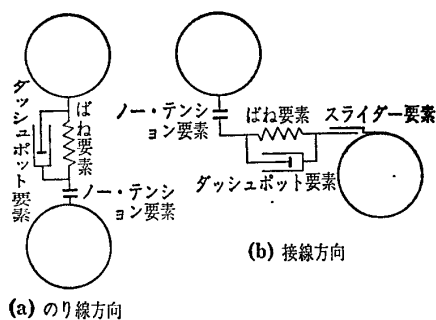 ダッシュポット要素
ばね要素
ノー・テンシ
ョン要素
(a) のり線方向
ノー・テンシ
ョン要素
ばね要素
スライダー要素
ダッシュポット要素
(b) 接線方向